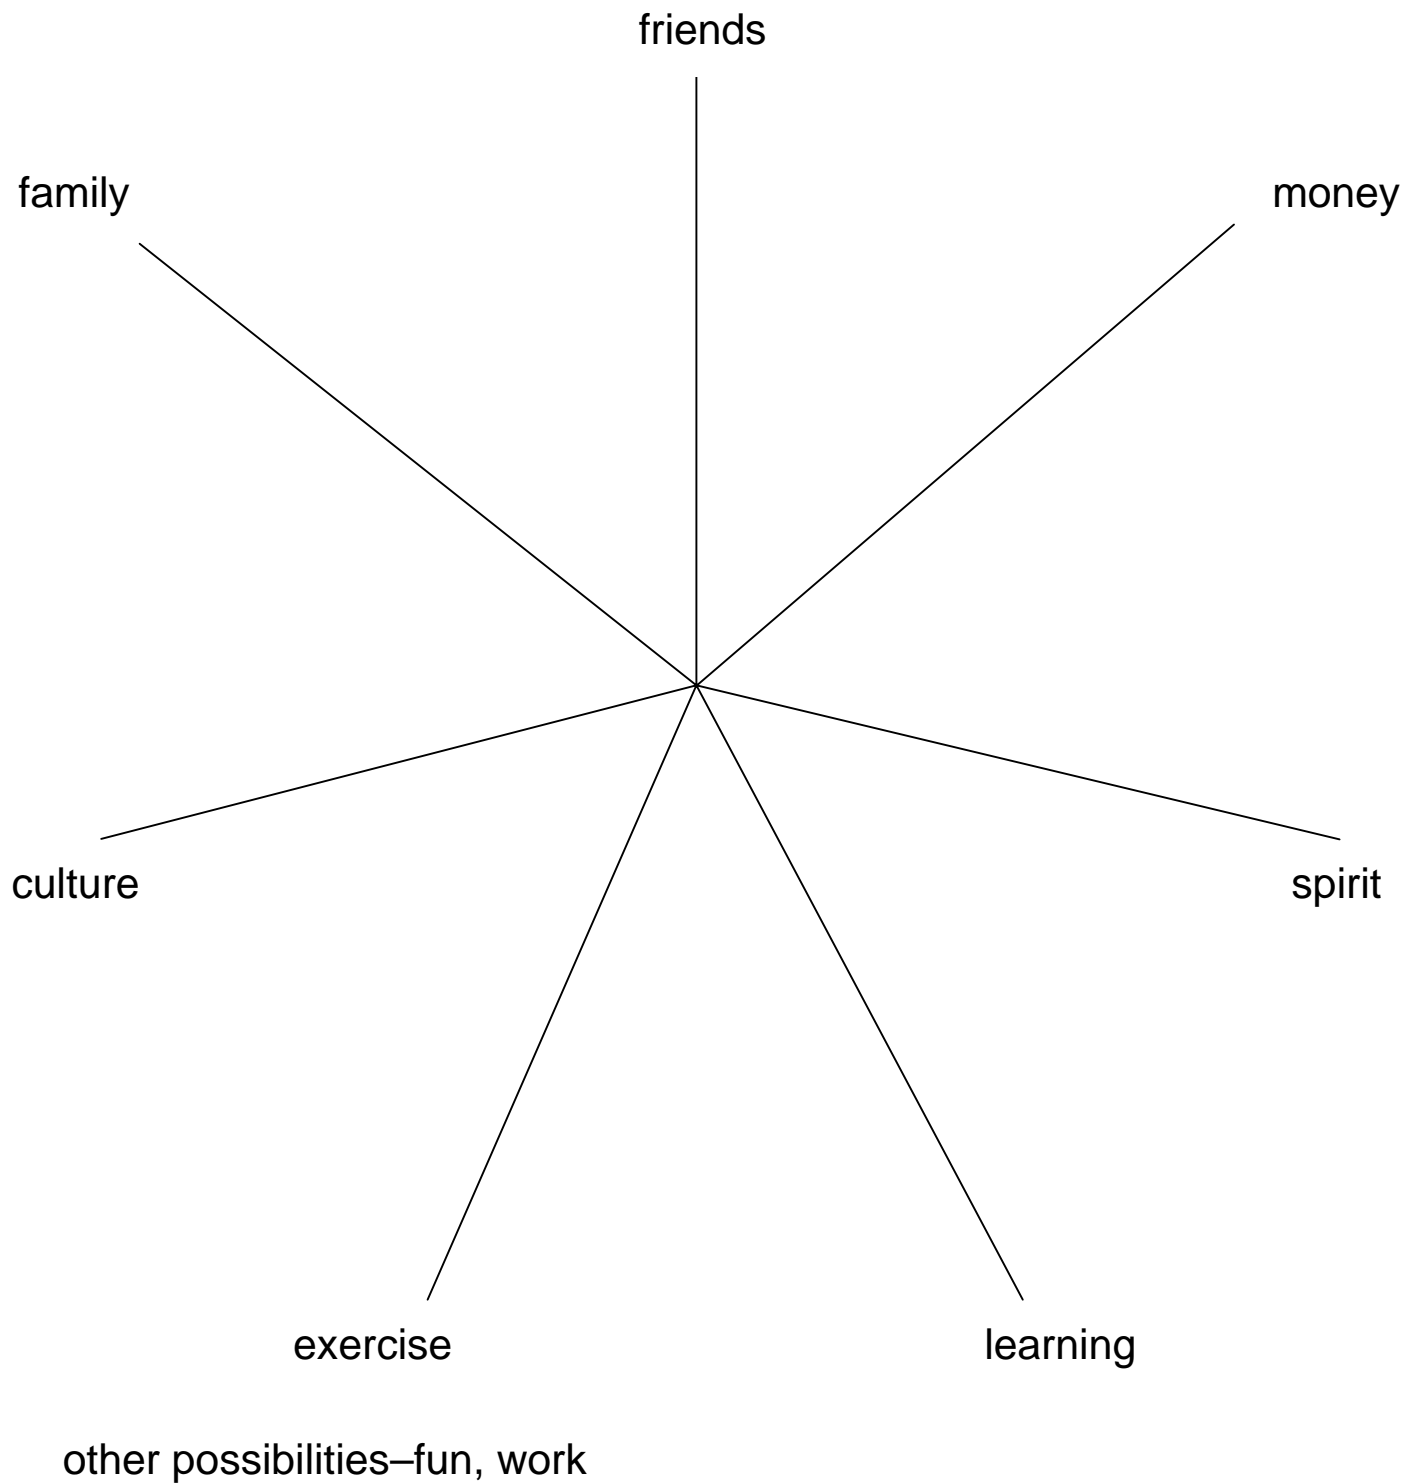 friends
family
money
culture
spirit
exercise
learning
other possibilities–fun, work